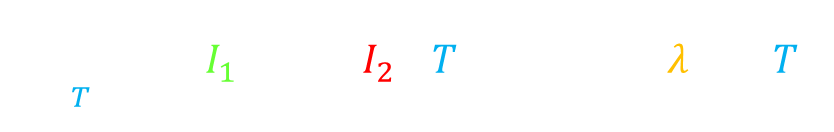 I₁ I₂ T λ T
T